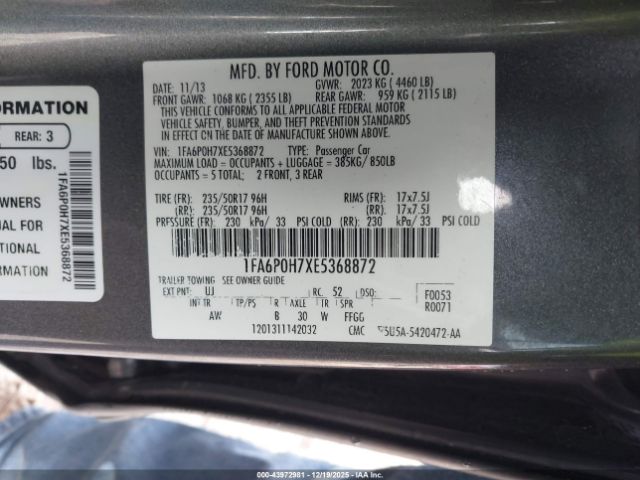 FORMATION
REAR: 3
50 lbs.
WNERS
UAL FOR
TIONAL
FORMATION
1FA6P0H7XE5368872
MFD. BY FORD MOTOR CO.
DATE: 11/13 GVWR: 2023 KG ( 4460 LB)
FRONT GAWR: 1068 KG ( 2355 LB) REAR GAWR: 959 KG ( 2115 LB)
THIS VEHICLE CONFORMS TO ALL APPLICABLE FEDERAL MOTOR
VEHICLE SAFETY, BUMPER, AND THEFT PREVENTION STANDARDS IN
EFFECT ON THE DATE OF MANUFACTURE SHOWN ABOVE.
VIN: 1FA6P0H7XE5368872 TYPE: Passenger Car
MAXIMUM LOAD = OCCUPANTS + LUGGAGE = 385KG/ 850LB
OCCUPANTS = 5 TOTAL: 2 FRONT, 3 REAR
TIRE (FR): 235/50R17 96H RIMS (FR): 17x7.5J
(RR): 235/50R17 96H (RR): 17x7.5J
PRESSURE (FR): 230 kPa/ 33 PSI COLD (RR): 230 kPa/ 33 PSI COLD
1FA6P0H7XE5368872
TRAILER TOWING SEE OWNER GUIDE
EXT PNT: UJ RC: 52 DSO: F0053
INT TR TP/PS R AXLE TR SPR R0071
AW B 30 W FFGG
1201311142032 CMC 5U5A-5420472-AA
000-43972981 - 12/19/2025 - IAAI.COM